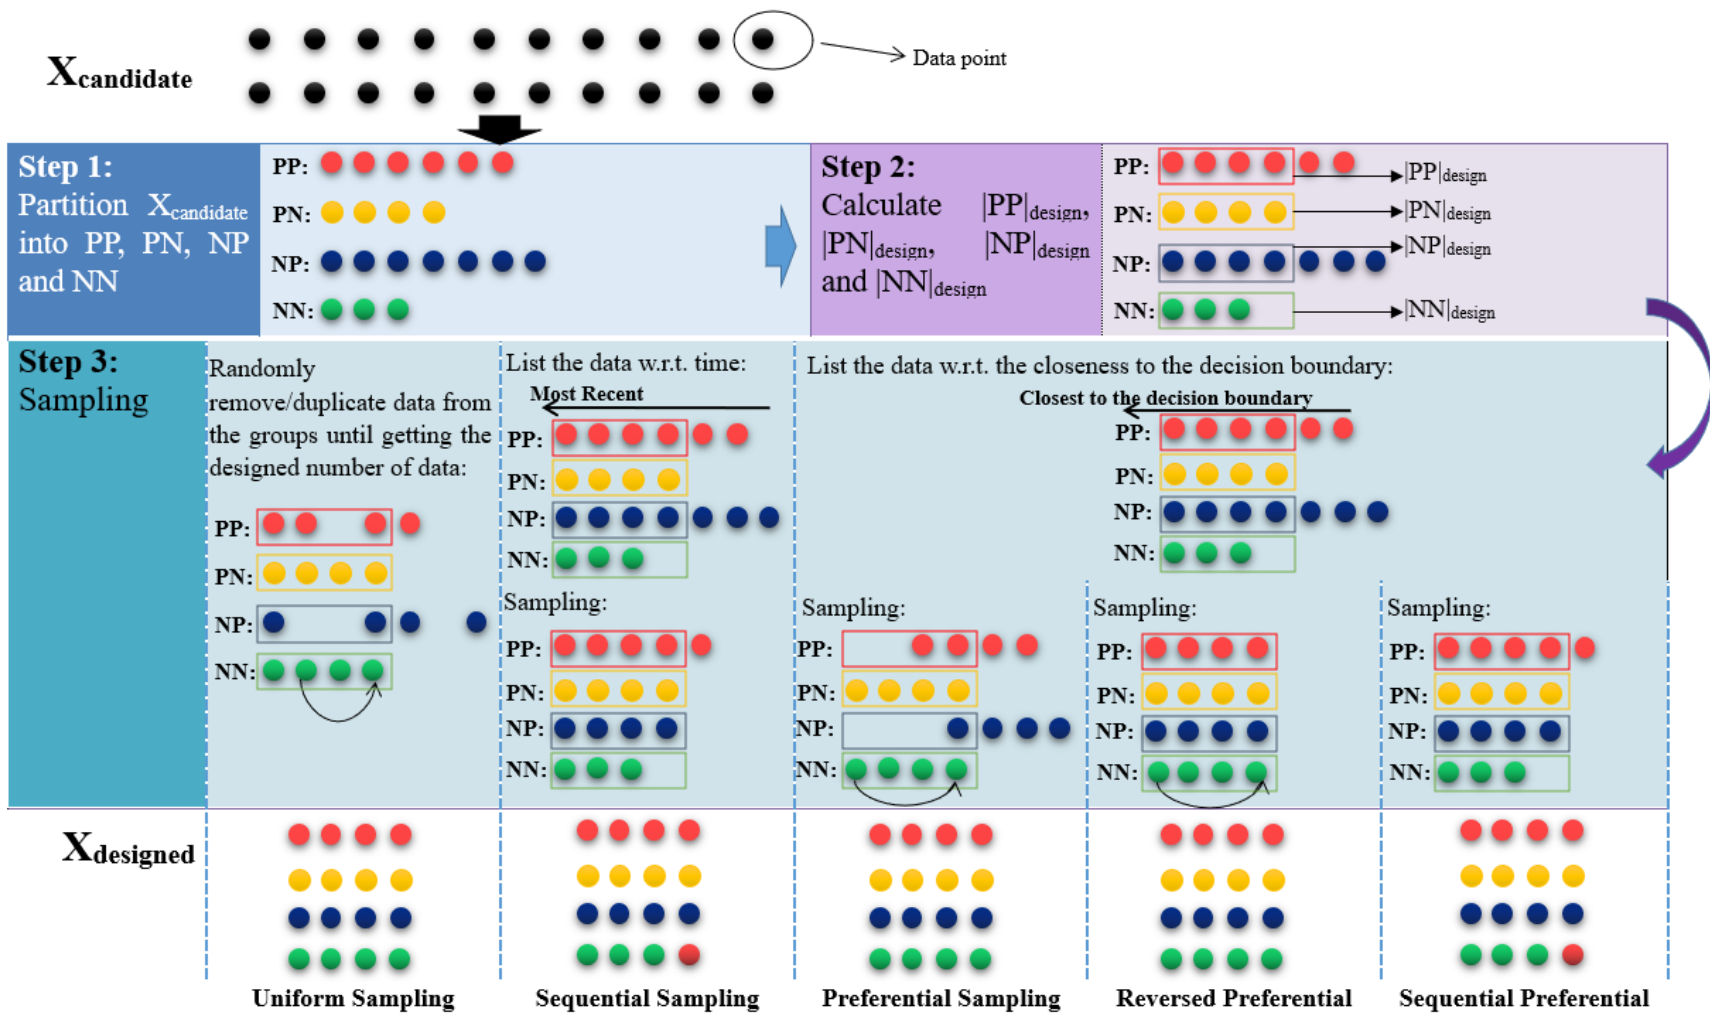 Xcandidate
Data point
Step 1:
Partition Xcandidate
into PP, PN, NP
and NN
PP:
PN:
NP:
NN:
Step 2:
Calculate |PP|design,
|PN|design, |NP|design
and |NN|design
PP:
PN:
NP:
NN:
|PP|design
|PN|design
|NP|design
|NN|design
Step 3:
Sampling
Randomly
remove/duplicate data from
the groups until getting the
designed number of data:
PP:
PN:
NP:
NN:
List the data w.r.t. time:
Most Recent
PP:
PN:
NP:
NN:
Sampling:
PP:
PN:
NP:
NN:
List the data w.r.t. the closeness to the decision boundary:
Closest to the decision boundary
PP:
PN:
NP:
NN:
Sampling:
PP:
PN:
NP:
NN:
Sampling:
PP:
PN:
NP:
NN:
Sampling:
PP:
PN:
NP:
NN:
Xdesigned
Uniform Sampling
Sequential Sampling
Preferential Sampling
Reversed Preferential
Sequential Preferential